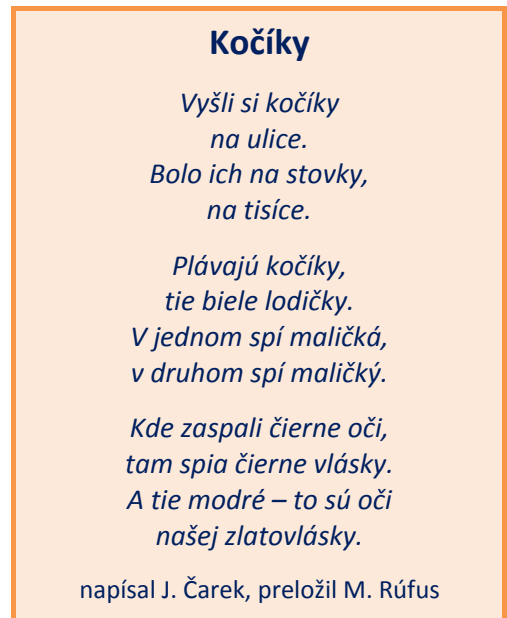 Kočíky
Vyšli si kočíky
na ulice.
Bolo ich na stovky,
na tisíce.
Plávajú kočíky,
tie biele lodičky.
V jednom spí maličká,
v druhom spí maličký.
Kde zaspali čierne oči,
tam spia čierne vlásky.
A tie modré – to sú oči
našej zlatovlásky.
napísal J. Čarek, preložil M. Rúfus